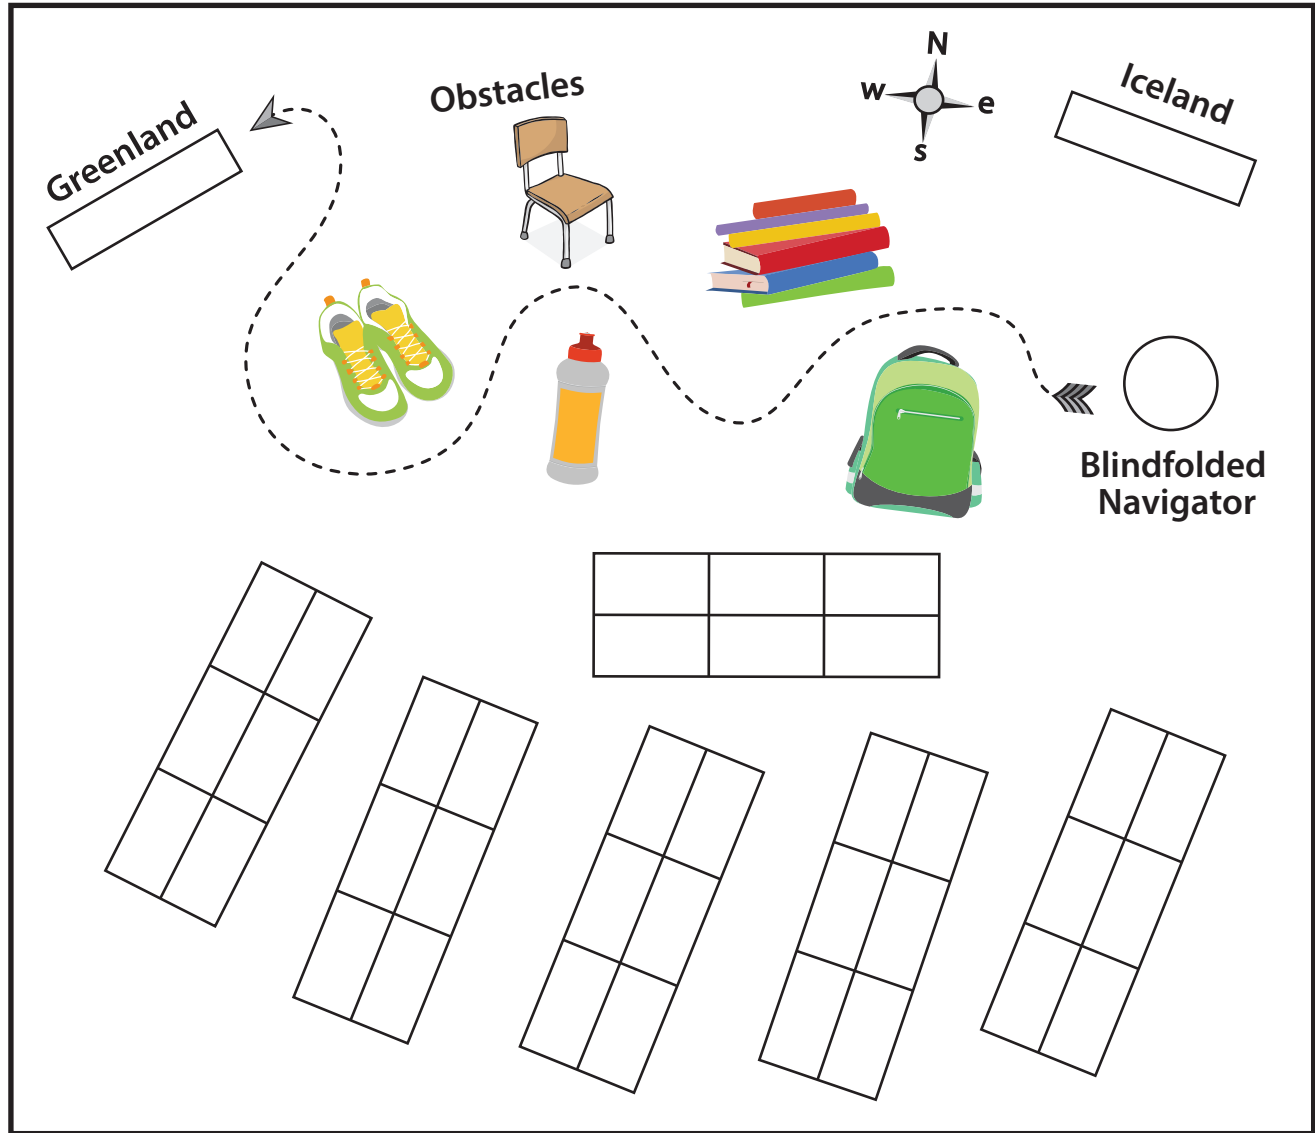 Greenland
Obstacles
N
w
e
s
Iceland
Blindfolded
Navigator